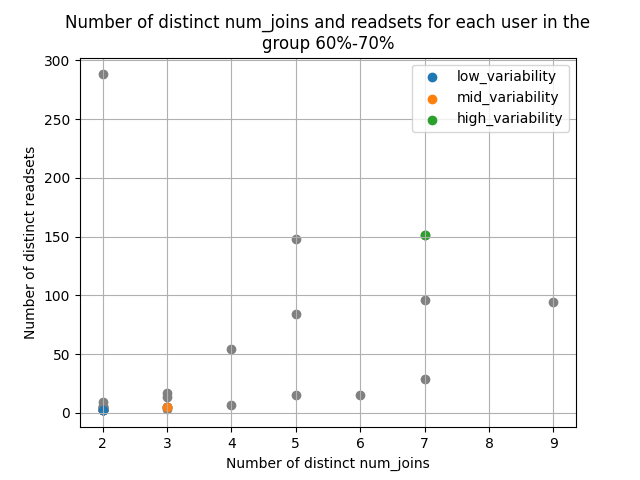 Number of distinct num_joins and readsets for each user in the
group 60%-70%
low_variability
mid_variability
high_variability
300
250
200
150
100
50
0
Number of distinct readsets
2 3 4 5 6 7 8 9
Number of distinct num_joins